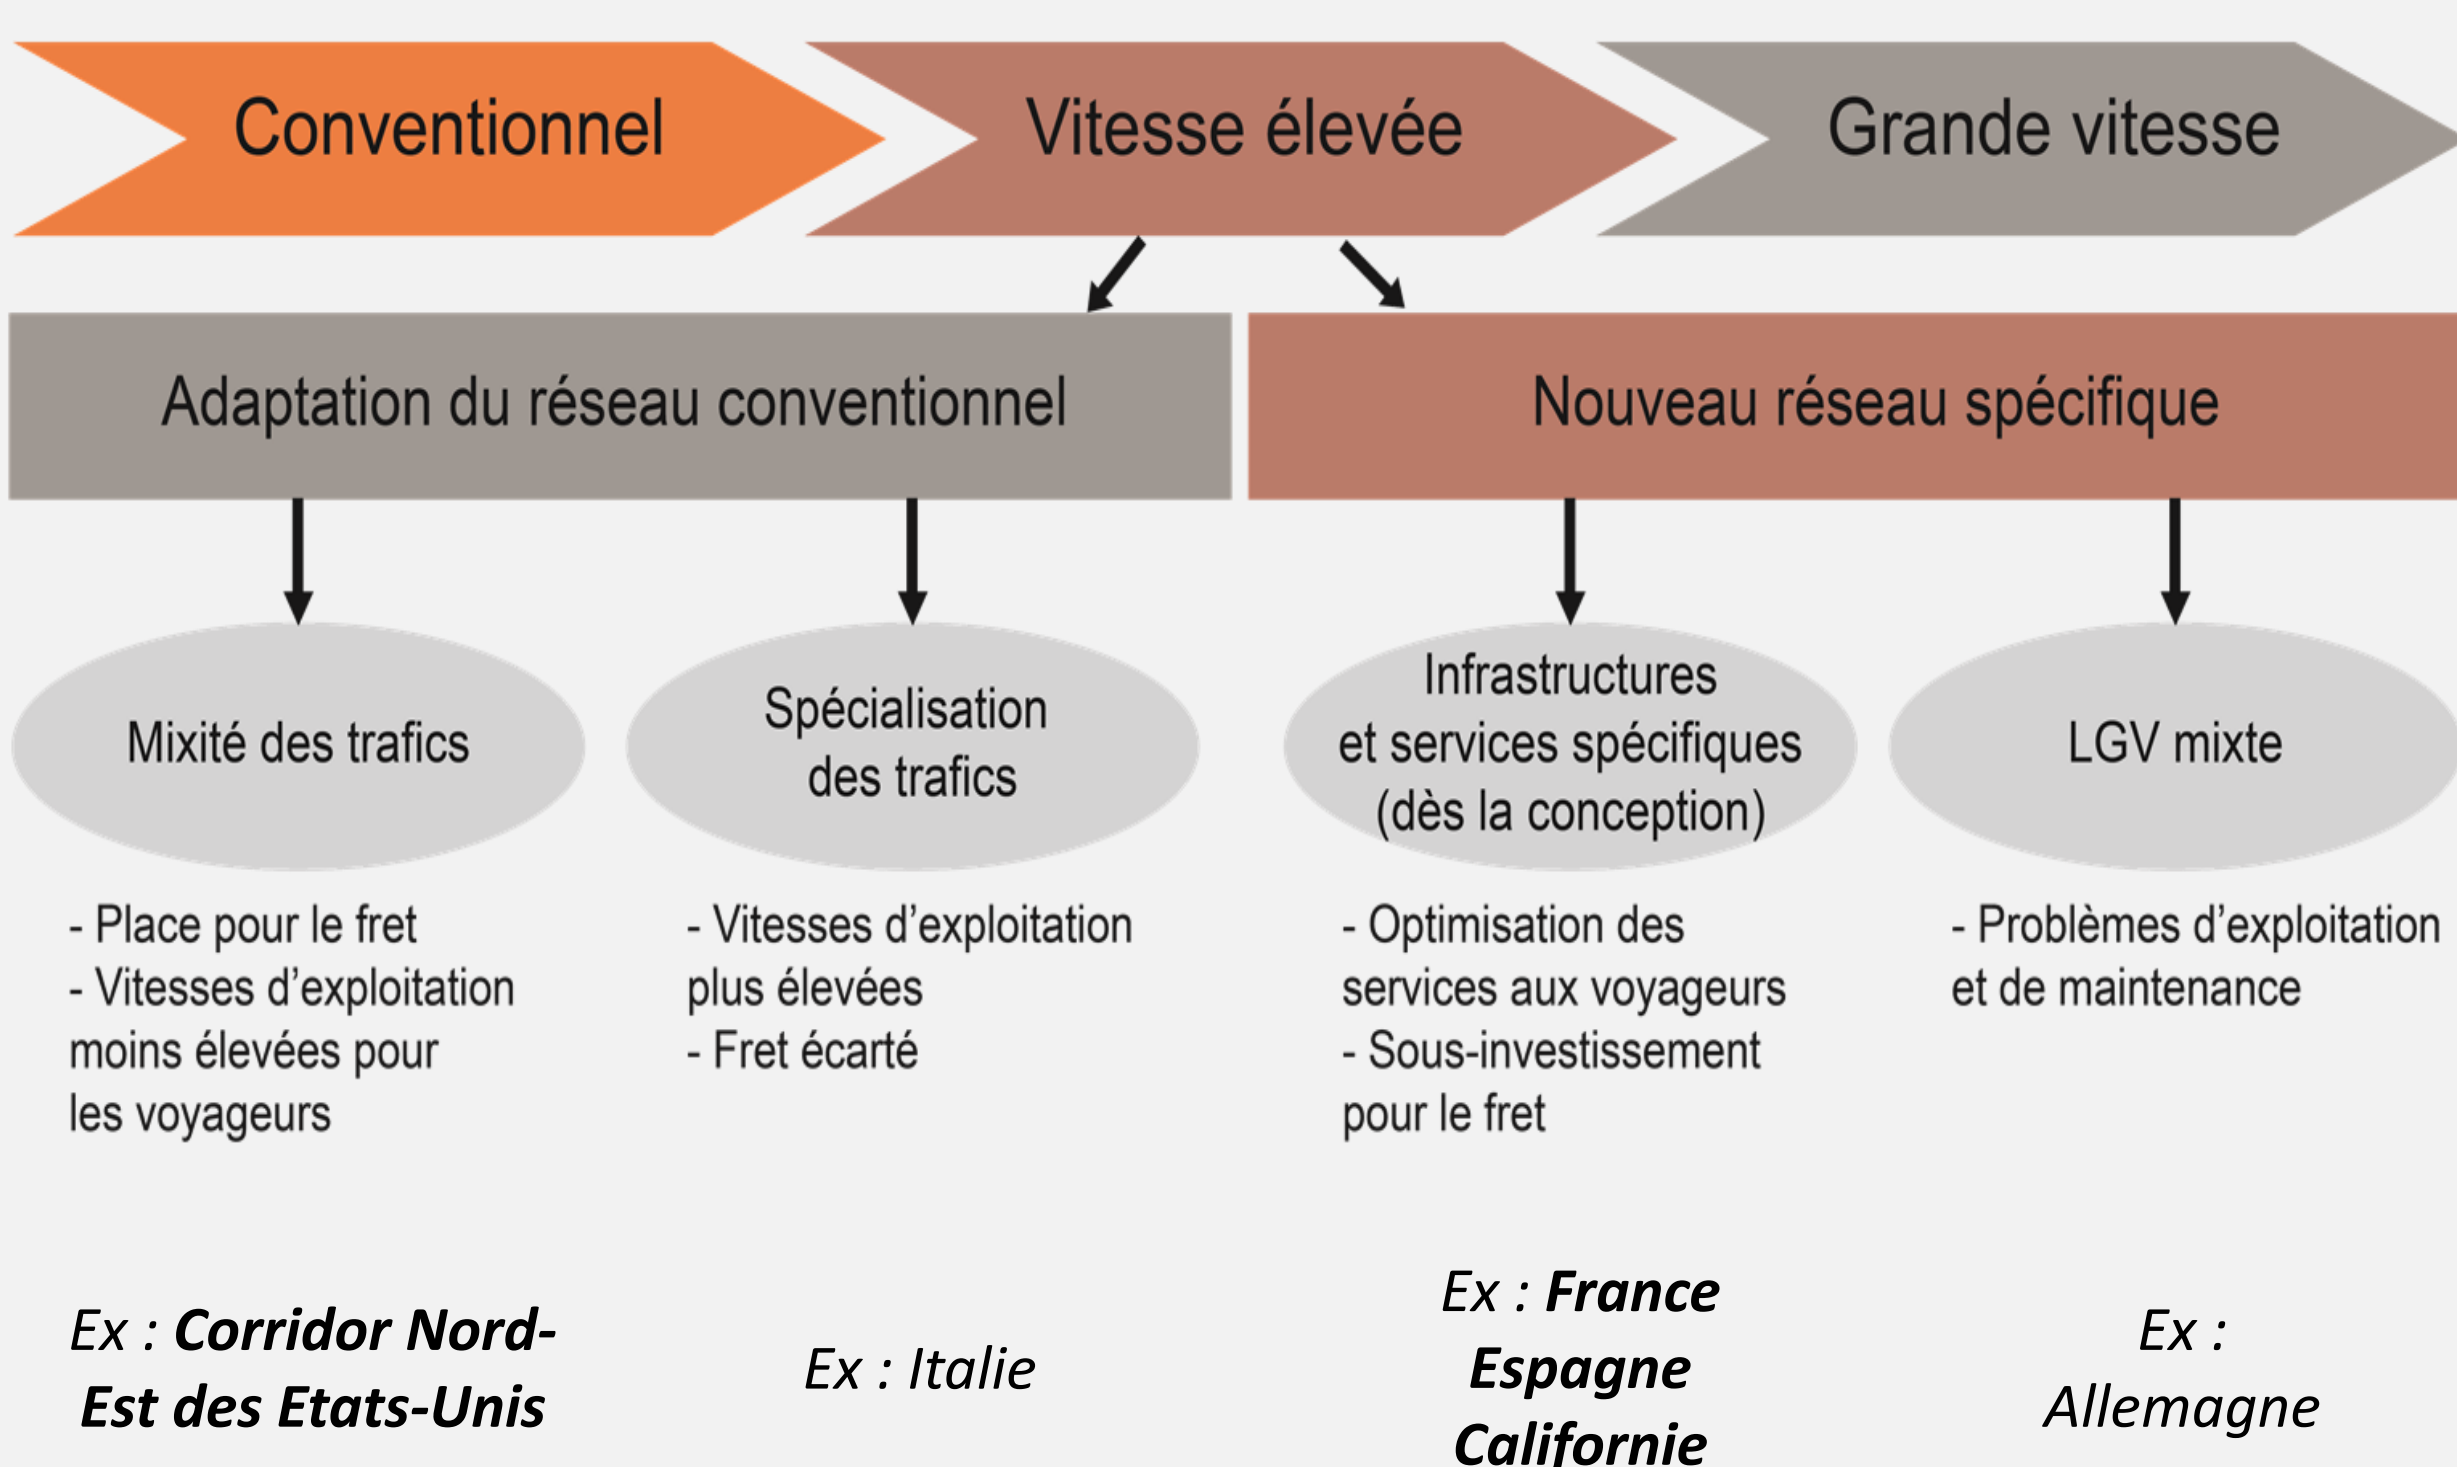 Conventionnel
Vitesse élevée
Grande vitesse
Adaptation du réseau conventionnel
Nouveau réseau spécifique
Mixité des trafics
Spécialisation
des trafics
Infrastructures
et services spécifiques
(dès la conception)
LGV mixte
- Place pour le fret
- Vitesses d’exploitation
moins élevées pour
les voyageurs
- Vitesses d’exploitation
plus élevées
- Fret écarté
- Optimisation des
services aux voyageurs
- Sous-investissement
pour le fret
- Problèmes d’exploitation
et de maintenance
Ex : Corridor Nord-
Est des Etats-Unis
Ex : Italie
Ex : France
Espagne
Californie
Ex :
Allemagne